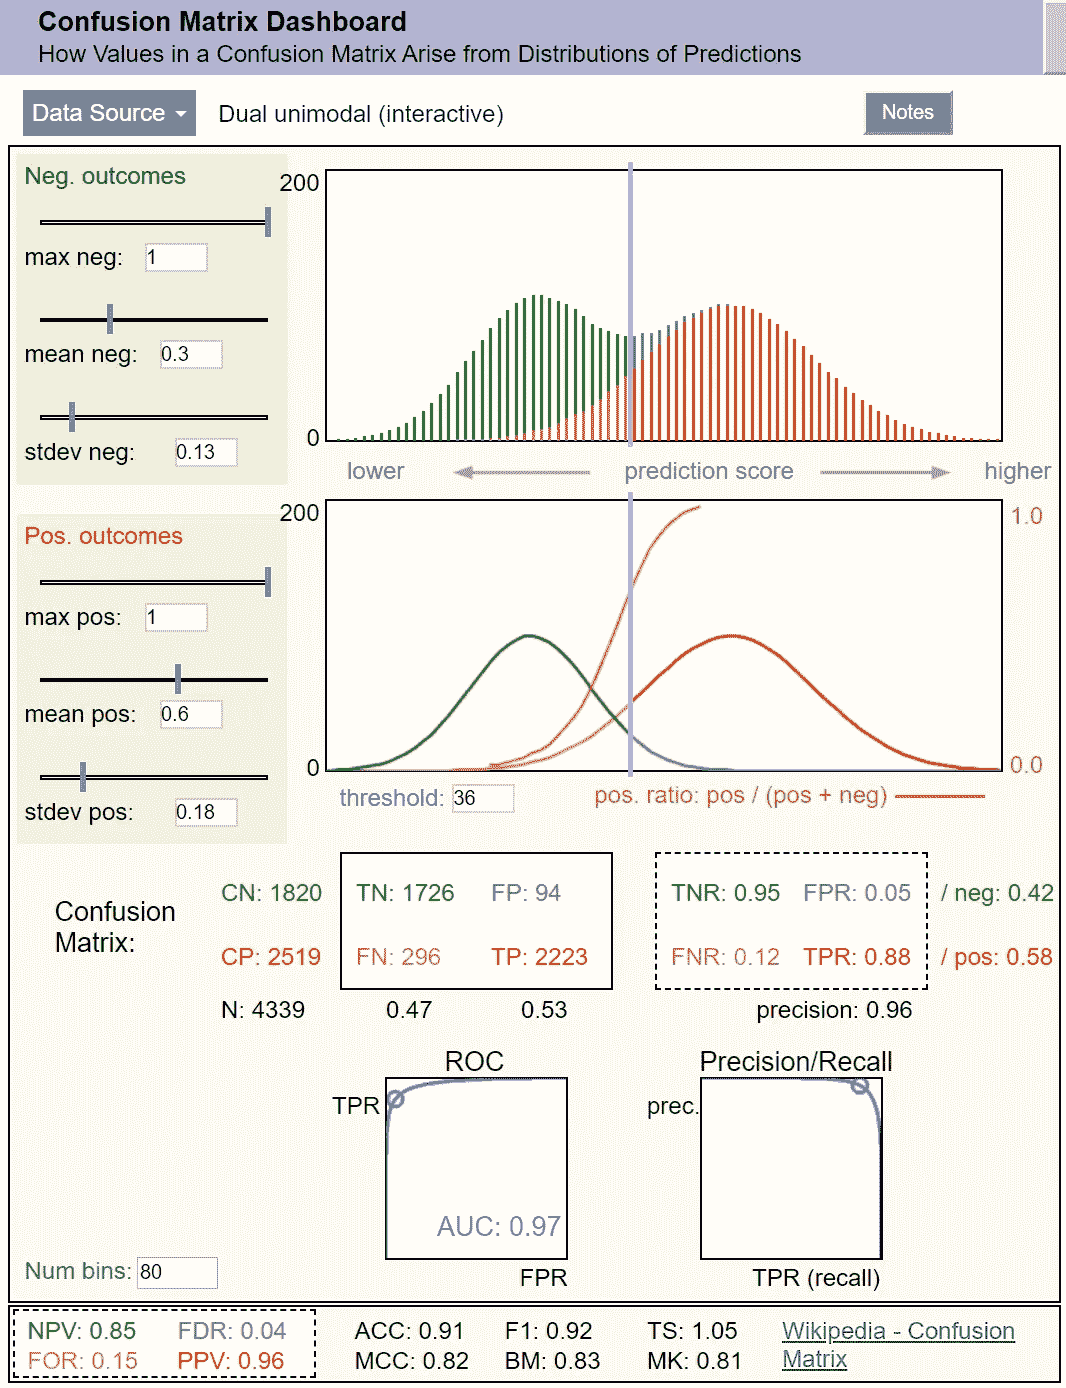 Confusion Matrix Dashboard
How Values in a Confusion Matrix Arise from Distributions of Predictions
Data Source Dual unimodal (interactive) Notes
Neg. outcomes
max neg: 1
mean neg: 0.3
stdev neg: 0.13
200
0
lower prediction score higher
Pos. outcomes
max pos: 1
mean pos: 0.6
stdev pos: 0.18
200 1.0
0 0.0
threshold: 36 pos. ratio: pos / (pos + neg)
Confusion Matrix:
CN: 1820 TN: 1726 FP: 94 TNR: 0.95 FPR: 0.05 / neg: 0.42
CP: 2519 FN: 296 TP: 2223 FNR: 0.12 TPR: 0.88 / pos: 0.58
N: 4339 0.47 0.53 precision: 0.96
ROC Precision/Recall
TPR prec.
AUC: 0.97
FPR TPR (recall)
Num bins: 80
NPV: 0.85 FDR: 0.04 ACC: 0.91 F1: 0.92 TS: 1.05 Wikipedia - Confusion
FOR: 0.15 PPV: 0.96 MCC: 0.82 BM: 0.83 MK: 0.81 Matrix